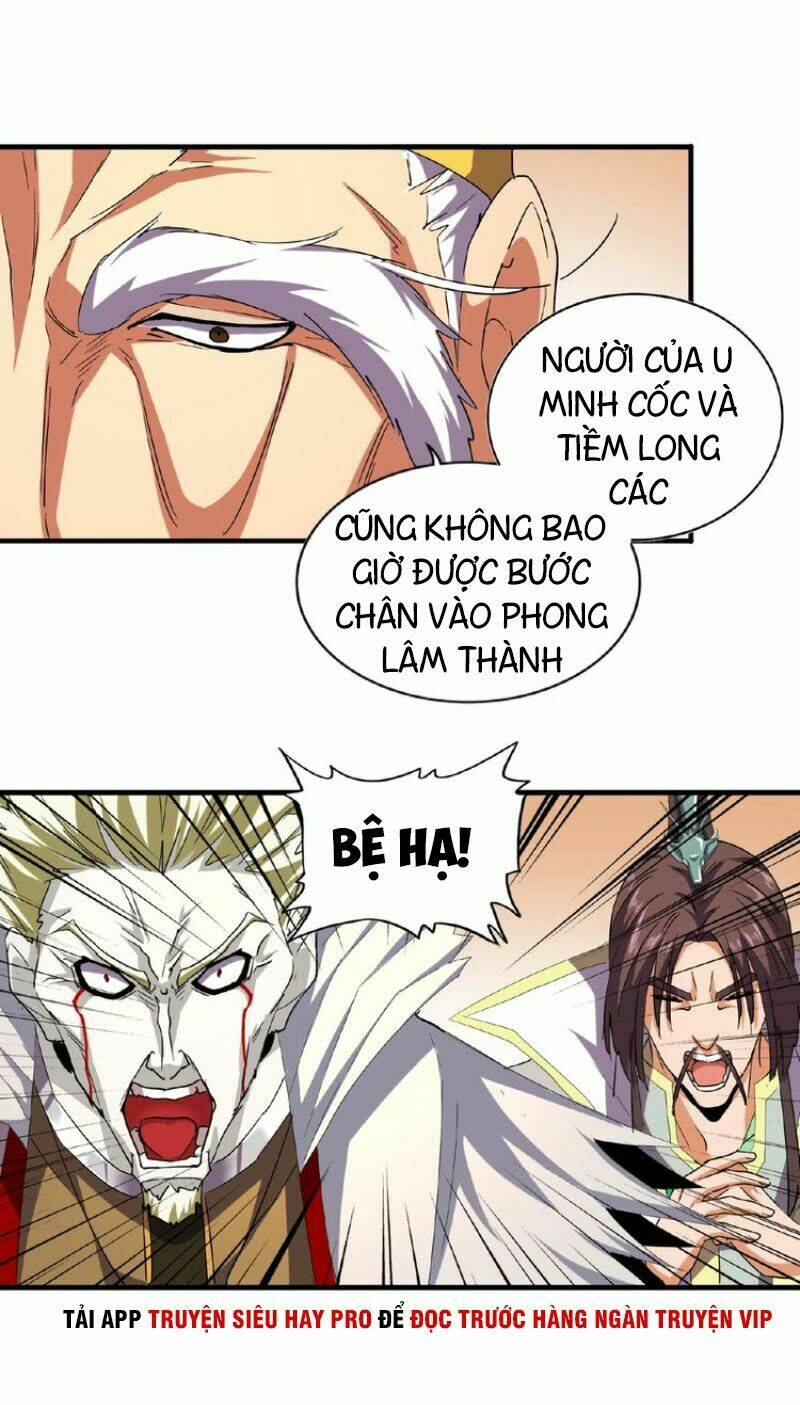 NGƯỜI CỦA U
MINH CỐC VÀ
TIỀM LONG
CÁC
CŨNG KHÔNG BAO
GIỜ ĐƯỢC BƯỚC
CHÂN VÀO PHONG
LÂM THÀNH
BỆ HẠ!
TẢI APP TRUYỆN SIÊU HAY PRO ĐỂ ĐỌC TRƯỚC HÀNG NGÀN TRUYỆN VIP